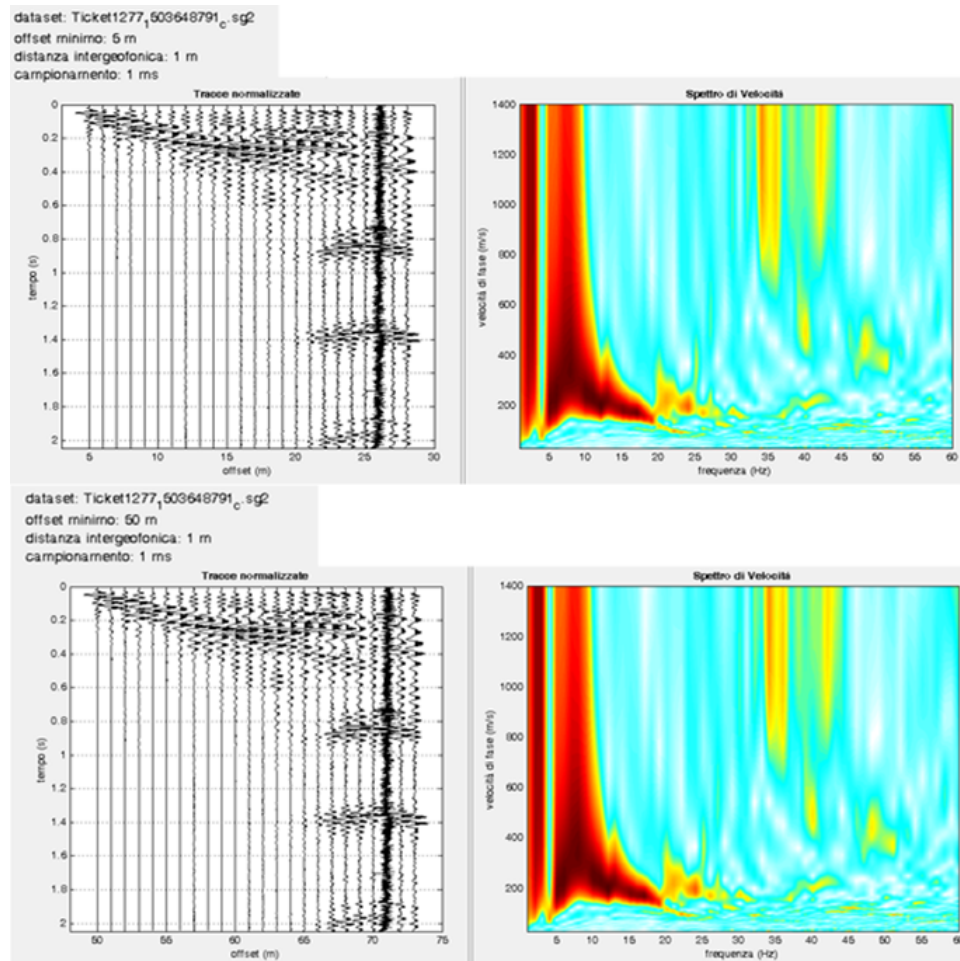 dataset: Ticket1277₁503648791c.sg2
offset minimo: 5 m
distanza intergeofonica: 1 m
campionamento: 1 ms
Tracce normalizzate
0
0.2
0.4
0.6
0.8
1
1.2
1.4
1.6
1.8
2
tempo (s)
5 10 15 20 25 30
offset (m)
Spettro di Velocitá
1400
1200
1000
800
600
400
200
velocitá di fase (m/s)
5 10 15 20 25 30 35 40 45 50 55 60
frequenza (Hz)
dataset: Ticket1277₁503648791c.sg2
offset minimo: 50 m
distanza intergeofonica: 1 m
campionamento: 1 ms
Tracce normalizzate
0
0.2
0.4
0.6
0.8
1
1.2
1.4
1.6
1.8
2
tempo (s)
50 55 60 65 70 75
offset (m)
Spettro di Velocitá
1400
1200
1000
800
600
400
200
velocitá di fase (m/s)
5 10 15 20 25 30 35 40 45 50 55 60
frequenza (Hz)